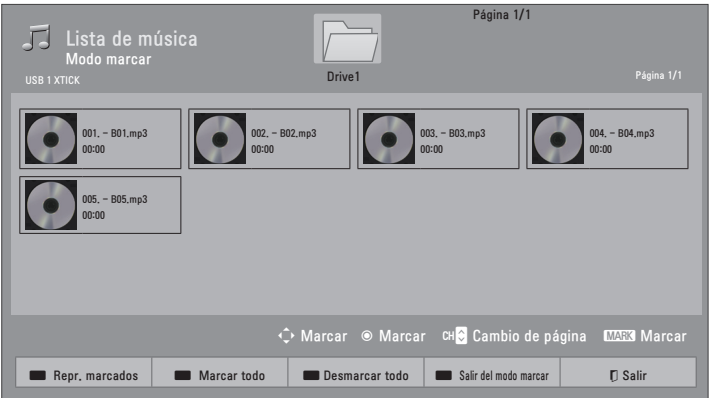 Página 1/1
Lista de música
Modo marcar
USB 1 XTICK
Drive1
Página 1/1
001. - B01.mp3
00:00
002. - B02.mp3
00:00
003. - B03.mp3
00:00
004. - B04.mp3
00:00
005. - B05.mp3
00:00
Marcar Marcar CH Cambio de página MARK Marcar
Repr. marcados Marcar todo Desmarcar todo Salir del modo marcar Salir